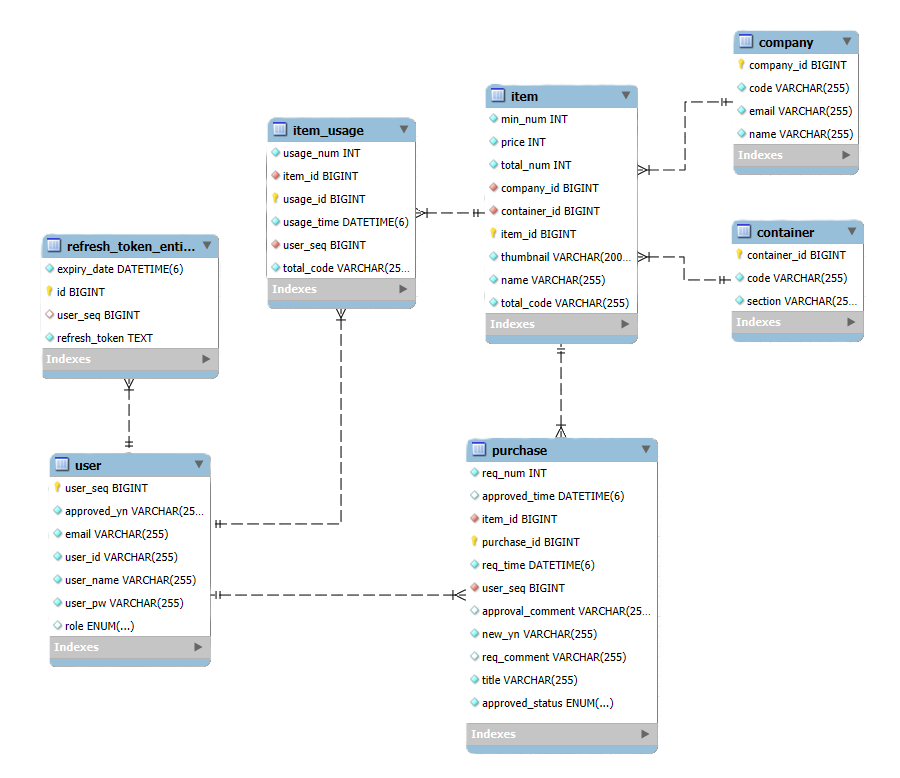 company
company_id BIGINT
code VARCHAR(255)
email VARCHAR(255)
name VARCHAR(255)
Indexes
item
min_num INT
price INT
total_num INT
company_id BIGINT
container_id BIGINT
item_id BIGINT
thumbnail VARCHAR(200...
name VARCHAR(255)
total_code VARCHAR(255)
Indexes
item_usage
usage_num INT
item_id BIGINT
usage_id BIGINT
usage_time DATETIME(6)
user_seq BIGINT
total_code VARCHAR(25...
Indexes
container
container_id BIGINT
code VARCHAR(255)
section VARCHAR(25...
Indexes
refresh_token_enti...
expiry_date DATETIME(6)
id BIGINT
user_seq BIGINT
refresh_token TEXT
Indexes
user
user_seq BIGINT
approved_yn VARCHAR(25...
email VARCHAR(255)
user_id VARCHAR(255)
user_name VARCHAR(255)
user_pw VARCHAR(255)
role ENUM(...)
Indexes
purchase
req_num INT
approved_time DATETIME(6)
item_id BIGINT
purchase_id BIGINT
req_time DATETIME(6)
user_seq BIGINT
approval_comment VARCHAR(25...
new_yn VARCHAR(255)
req_comment VARCHAR(255)
title VARCHAR(255)
approved_status ENUM(...)
Indexes